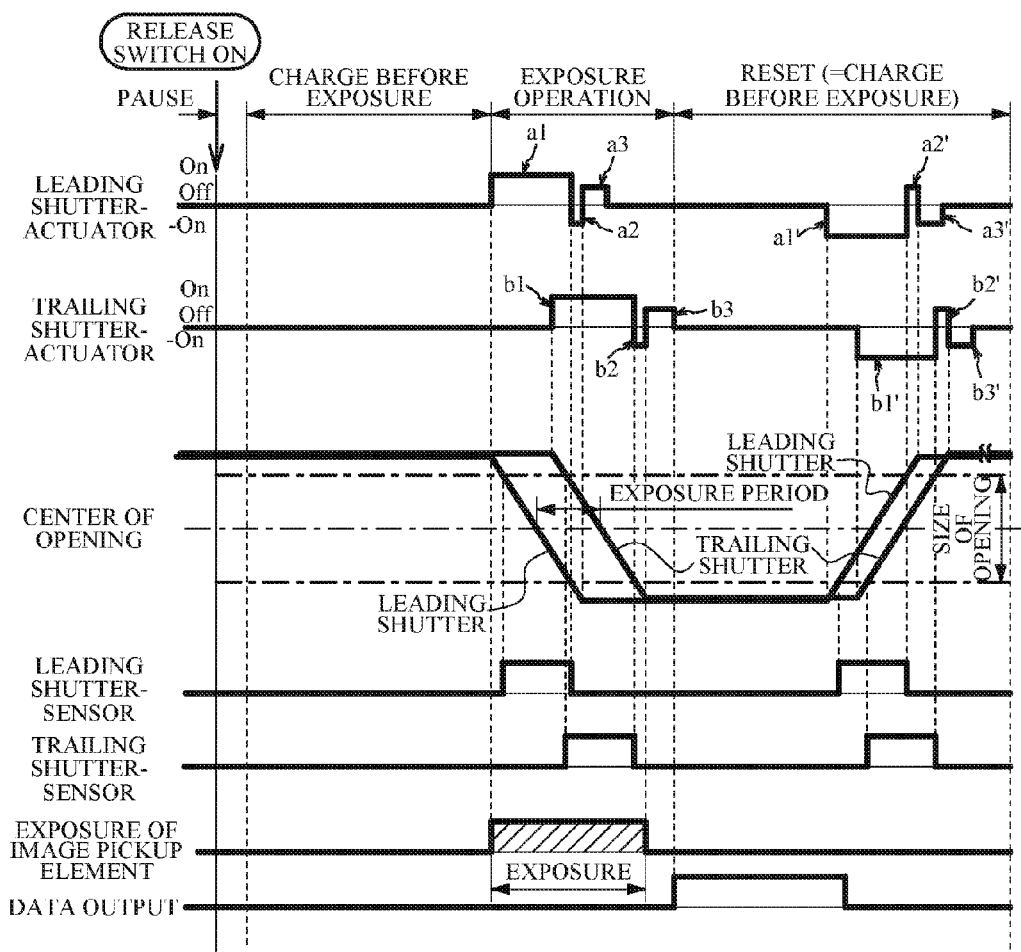 RELEASE
SWITCH ON
PAUSE
CHARGE BEFORE
EXPOSURE
EXPOSURE
OPERATION
RESET (=CHARGE
BEFORE EXPOSURE)
LEADING
SHUTTER-
ACTUATOR
On
Off
-On
a1
a2
a3
a1'
a2'
a3'
TRAILING
SHUTTER-
ACTUATOR
On
Off
-On
b1
b2
b3
b1'
b2'
b3'
CENTER OF
OPENING
LEADING
SHUTTER
EXPOSURE PERIOD
TRAILING
SHUTTER
LEADING
SHUTTER
SIZE
OF
OPENING
LEADING
SHUTTER-
SENSOR
TRAILING
SHUTTER-
SENSOR
EXPOSURE OF
IMAGE PICKUP
ELEMENT
EXPOSURE
DATA OUTPUT